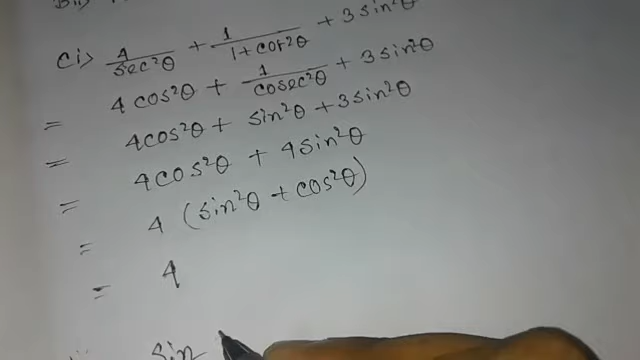 Ci> 4/sec²θ + 1/1+cot²θ + 3sin²θ
= 4cos²θ + 1/cosec²θ + 3sin²θ
= 4cos²θ + sin²θ + 3sin²θ
= 4cos²θ + 4sin²θ
= 4 (sin²θ + cos²θ)
= 4
sin